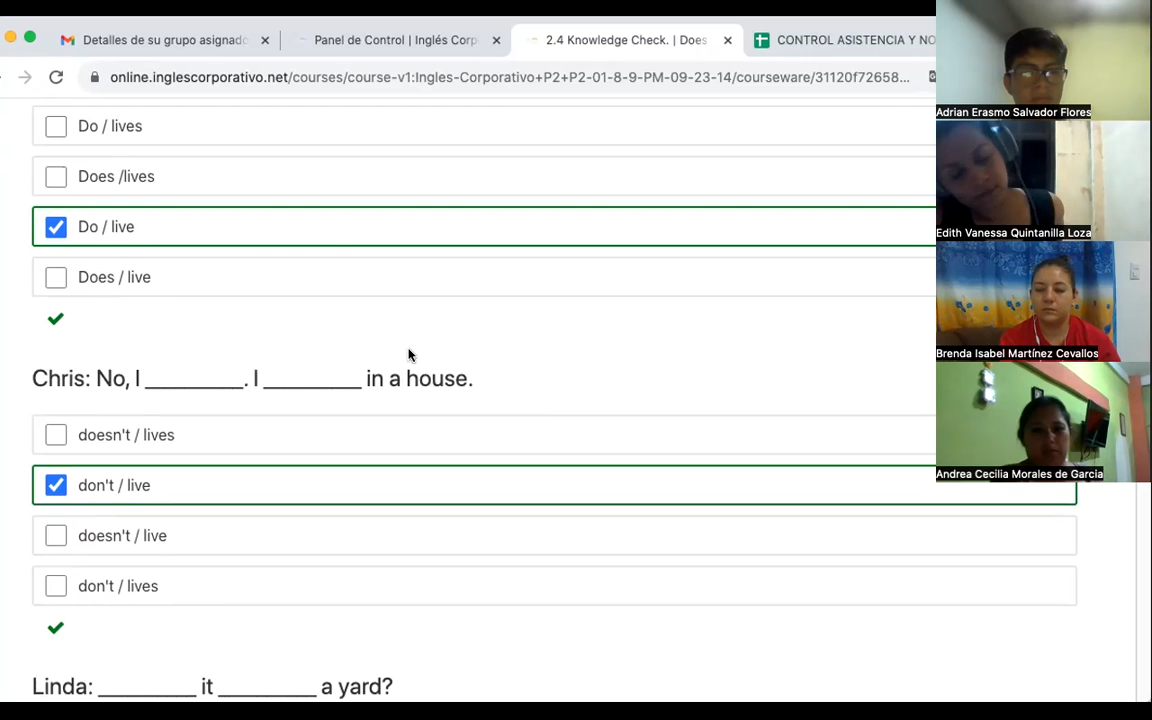 Detalles de su grupo asignado
Panel de Control | Inglés Corp
2.4 Knowledge Check. | Does
CONTROL ASISTENCIA Y NO
online.inglescorporativo.net/courses/course-v1:Ingles-Corporativo+P2+P2-01-8-9-PM-09-23-14/courseware/31120f72658...
Do / lives
Does /lives
Do / live
Does / live
Chris: No, I _________. I _________ in a house.
doesn't / lives
don't / live
doesn't / live
don't / lives
Linda: _________ it _________ a yard?
Adrian Erasmo Salvador Flores
Edith Vanessa Quintanilla Loza
Brenda Isabel Martínez Cevallos
Andrea Cecilia Morales de Garcia